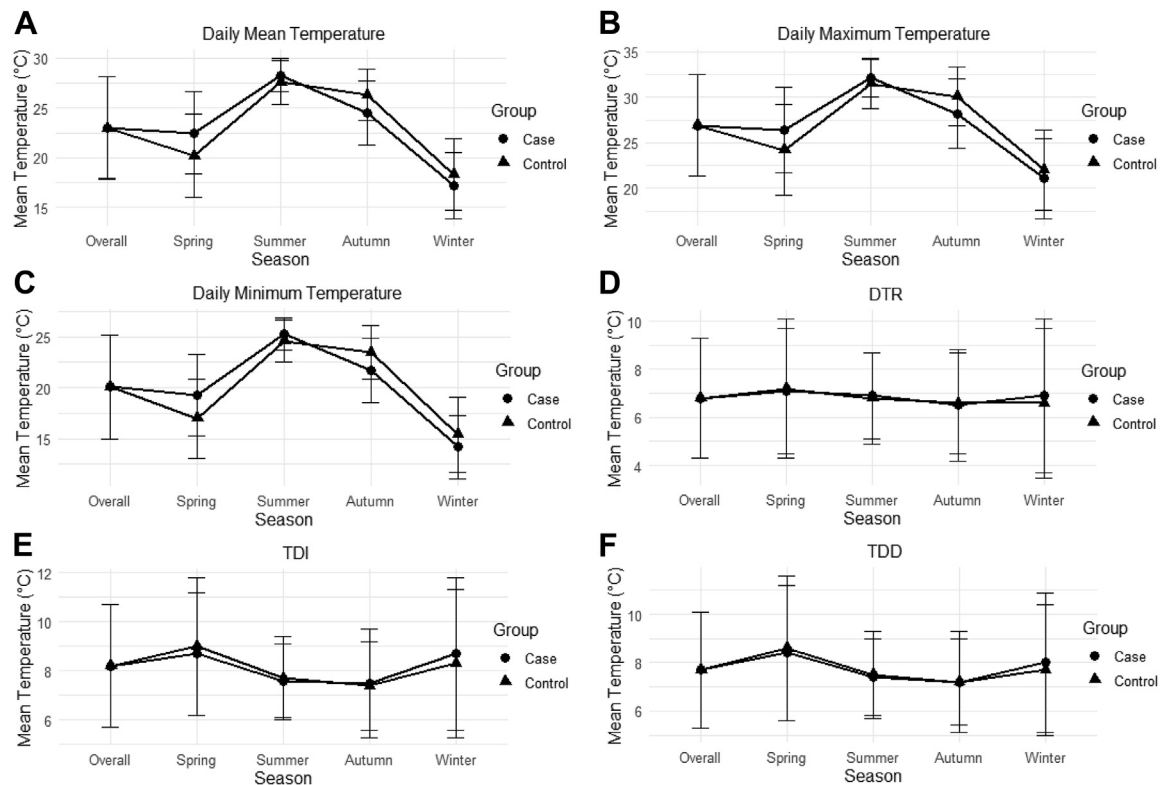 A
Daily Mean Temperature
Mean Temperature (°C)
30
25
20
15
Overall Spring Summer Autumn Winter
Season
Group
Case
Control
B
Daily Maximum Temperature
Mean Temperature (°C)
35
30
25
20
Overall Spring Summer Autumn Winter
Season
Group
Case
Control
C
Daily Minimum Temperature
Mean Temperature (°C)
25
20
15
Overall Spring Summer Autumn Winter
Season
Group
Case
Control
D
DTR
Mean Temperature (°C)
10
8
6
4
Overall Spring Summer Autumn Winter
Season
Group
Case
Control
E
TDI
Mean Temperature (°C)
12
10
8
6
Overall Spring Summer Autumn Winter
Season
Group
Case
Control
F
TDD
Mean Temperature (°C)
10
8
6
Overall Spring Summer Autumn Winter
Season
Group
Case
Control